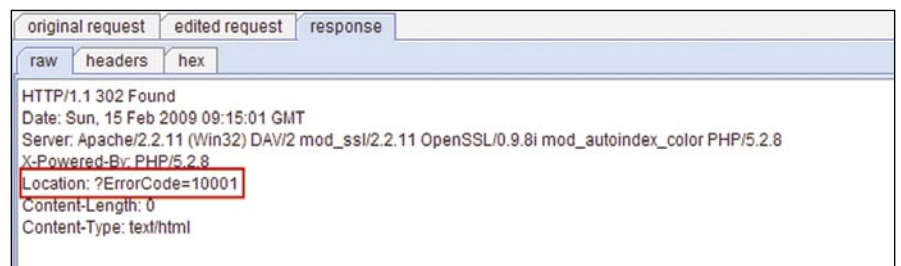 original request edited request response
raw headers hex
HTTP/1.1 302 Found
Date: Sun, 15 Feb 2009 09:15:01 GMT
Server: Apache/2.2.11 (Win32) DAV/2 mod_ssl/2.2.11 OpenSSL/0.9.8i mod_autoindex_color PHP/5.2.8
X-Powered-By: PHP/5.2.8
Location: ?ErrorCode=10001
Content-Length: 0
Content-Type: text/html